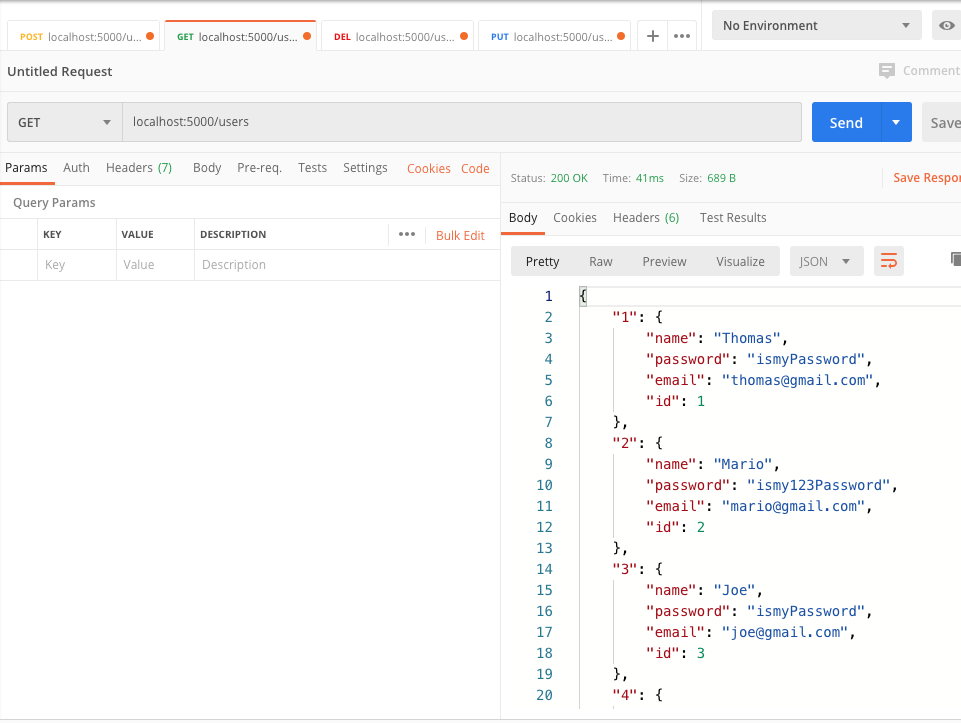 POST localhost:5000/u...
GET localhost:5000/us...
DEL localhost:5000/us...
PUT localhost:5000/us...
+ •••
No Environment
Untitled Request
Comment
GET
localhost:5000/users
Send
Save
Params Auth Headers (7) Body Pre-req. Tests Settings Cookies Code
Query Params
KEY VALUE DESCRIPTION ••• Bulk Edit
Key Value Description
Status: 200 OK Time: 41ms Size: 689 B Save Respor
Body Cookies Headers (6) Test Results
Pretty Raw Preview Visualize JSON
1 {
2 "1": {
3 "name": "Thomas",
4 "password": "ismyPassword",
5 "email": "thomas@gmail.com",
6 "id": 1
7 },
8 "2": {
9 "name": "Mario",
10 "password": "ismy123Password",
11 "email": "mario@gmail.com",
12 "id": 2
13 },
14 "3": {
15 "name": "Joe",
16 "password": "ismyPassword",
17 "email": "joe@gmail.com",
18 "id": 3
19 },
20 "4": {